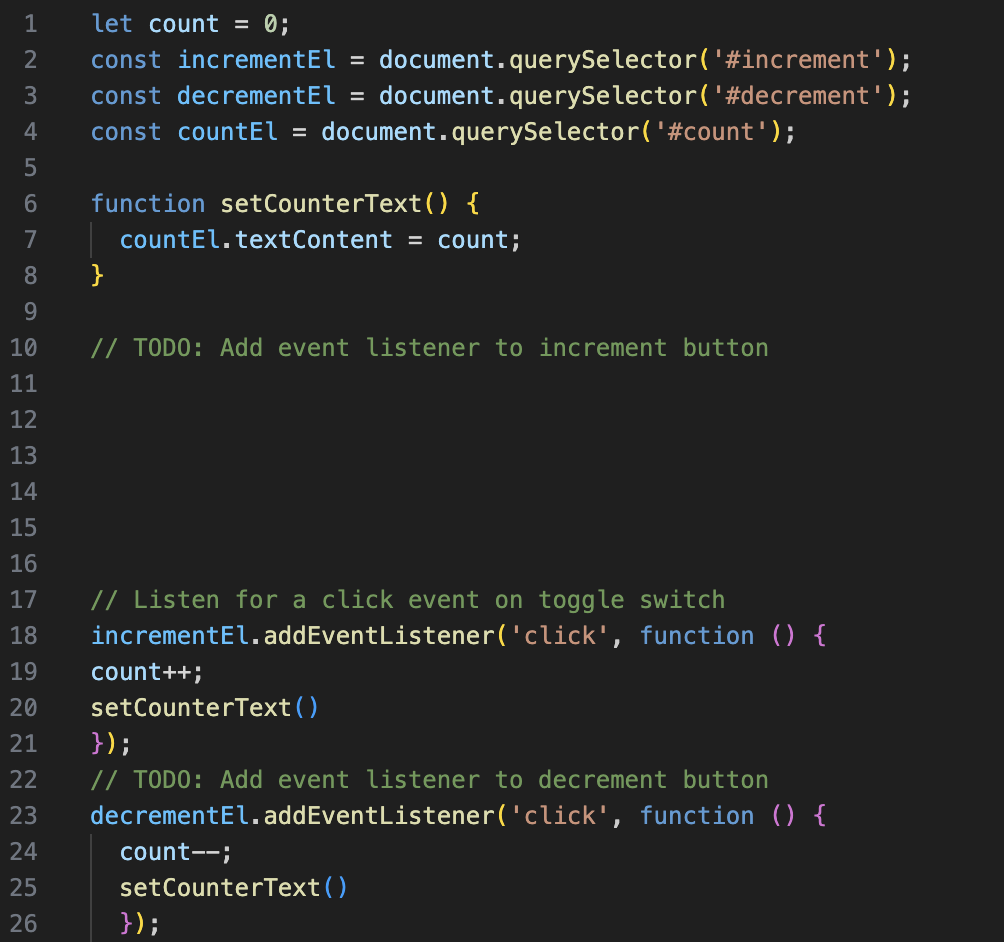 1 let count = 0;
2 const incrementEl = document.querySelector('#increment');
3 const decrementEl = document.querySelector('#decrement');
4 const countEl = document.querySelector('#count');
5
6 function setCounterText() {
7 countEl.textContent = count;
8 }
9
10 // TODO: Add event listener to increment button
11
12
13
14
15
16
17 // Listen for a click event on toggle switch
18 incrementEl.addEventListener('click', function () {
19 count++;
20 setCounterText()
21 });
22 // TODO: Add event listener to decrement button
23 decrementEl.addEventListener('click', function () {
24 count--;
25 setCounterText()
26 });